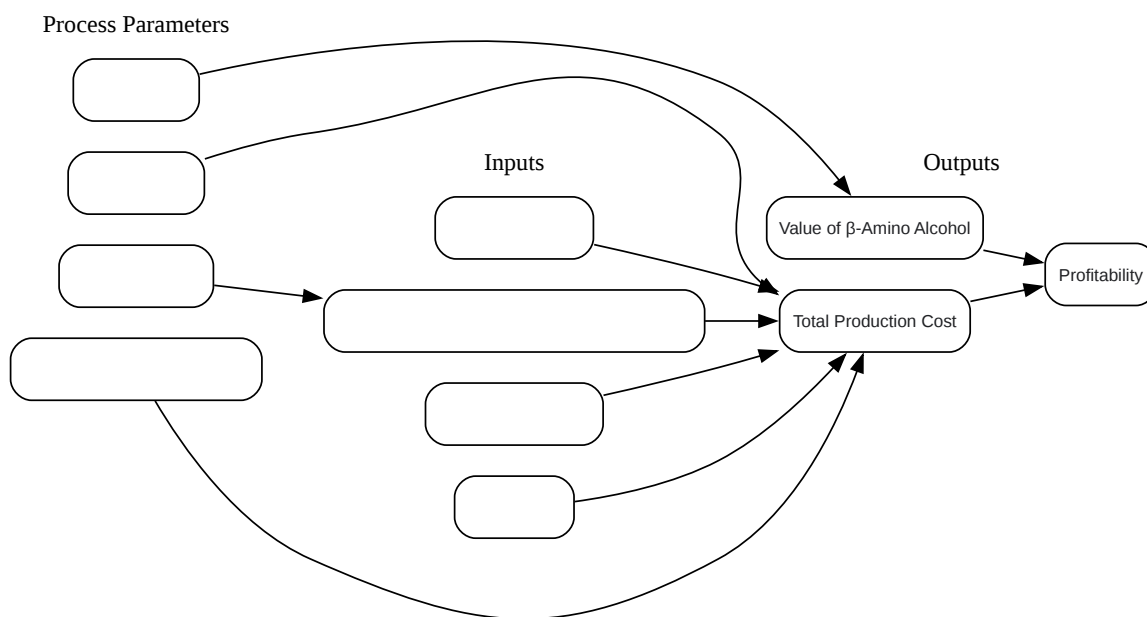 Process Parameters
Inputs
Outputs
Value of β-Amino Alcohol
Profitability
Total Production Cost